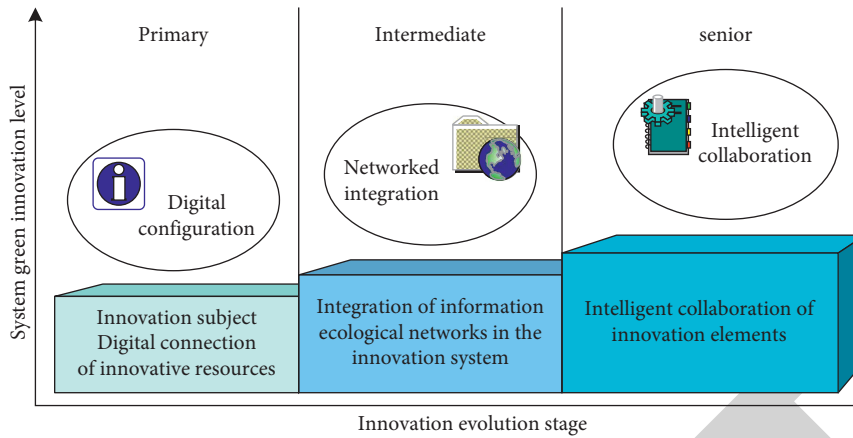 Primary
Intermediate
senior
System green innovation level
Digital
configuration
Networked
integration
Intelligent
collaboration
Innovation subject
Digital connection
of innovative resources
Integration of information
ecological networks in the
innovation system
Intelligent collaboration of
innovation elements
Innovation evolution stage